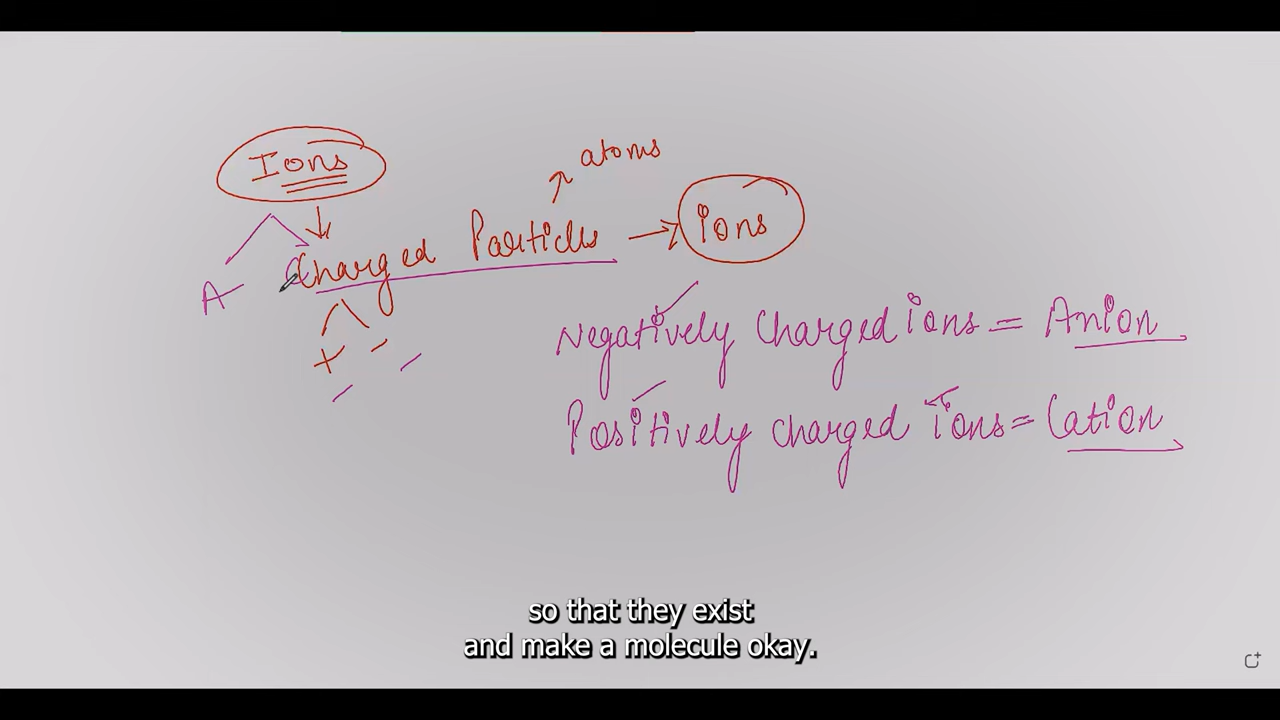 atoms
Ions
Charged Particles → ions
A C
+ -
Negatively Charged ions = Anion
Positively charged ions = Cation
so that they exist
and make a molecule okay.